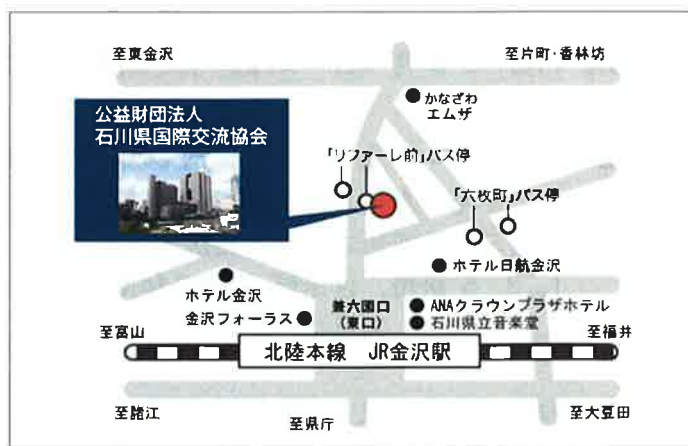 至東金沢
至片町・香林坊
かなざわ
エムザ
公益財団法人
石川県国際交流協会
「リファーレ前」バス停
「六枚町」バス停
ホテル日航金沢
ホテル金沢
兼六園口
(東口)
ANAクラウンプラザホテル
金沢フォーラス
石川県立音楽堂
至富山
至福井
北陸本線 JR金沢駅
至諸江
至県庁
至大豆田